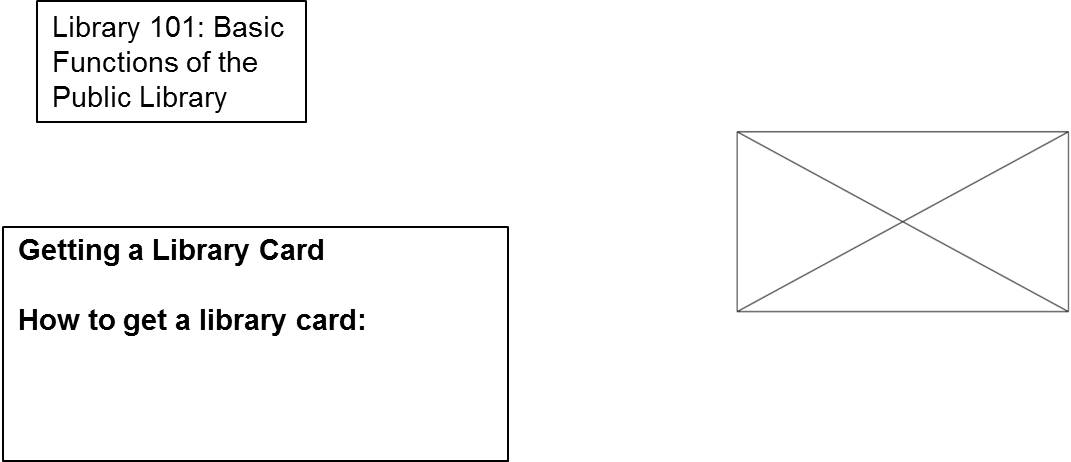 Library 101: Basic
Functions of the
Public Library
Getting a Library Card
How to get a library card: